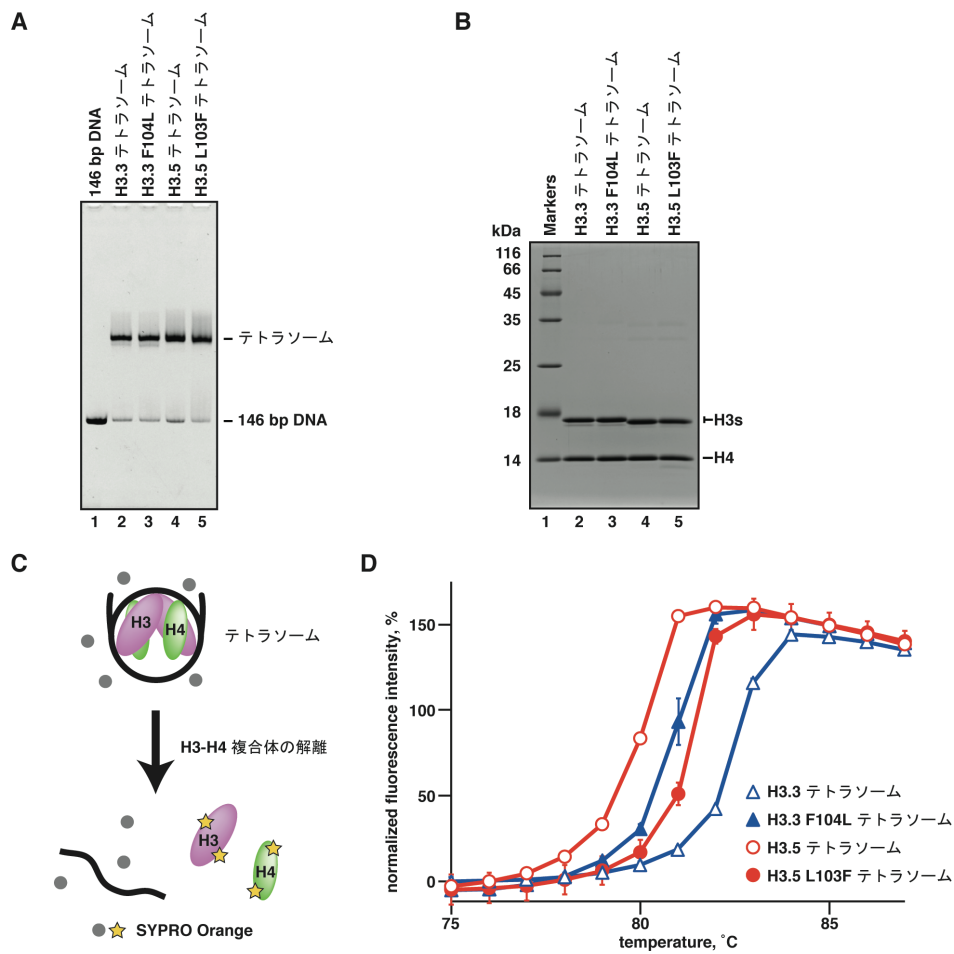 A
146 bp DNA
H3.3 テトラソーム
H3.3 F104L テトラソーム
H3.5 テトラソーム
H3.5 L103F テトラソーム
テトラソーム
146 bp DNA
1 2 3 4 5
B
kDa
Markers
H3.3 テトラソーム
H3.3 F104L テトラソーム
H3.5 テトラソーム
H3.5 L103F テトラソーム
116
66
45
35
25
18
14
H3s
H4
1 2 3 4 5
C
H3
H4
テトラソーム
H3-H4 複合体の解離
H3
H4
SYPRO Orange
D
normalized fluorescence intensity, %
150
100
50
0
75 80 85
temperature, ˚C
H3.3 テトラソーム
H3.3 F104L テトラソーム
H3.5 テトラソーム
H3.5 L103F テトラソーム